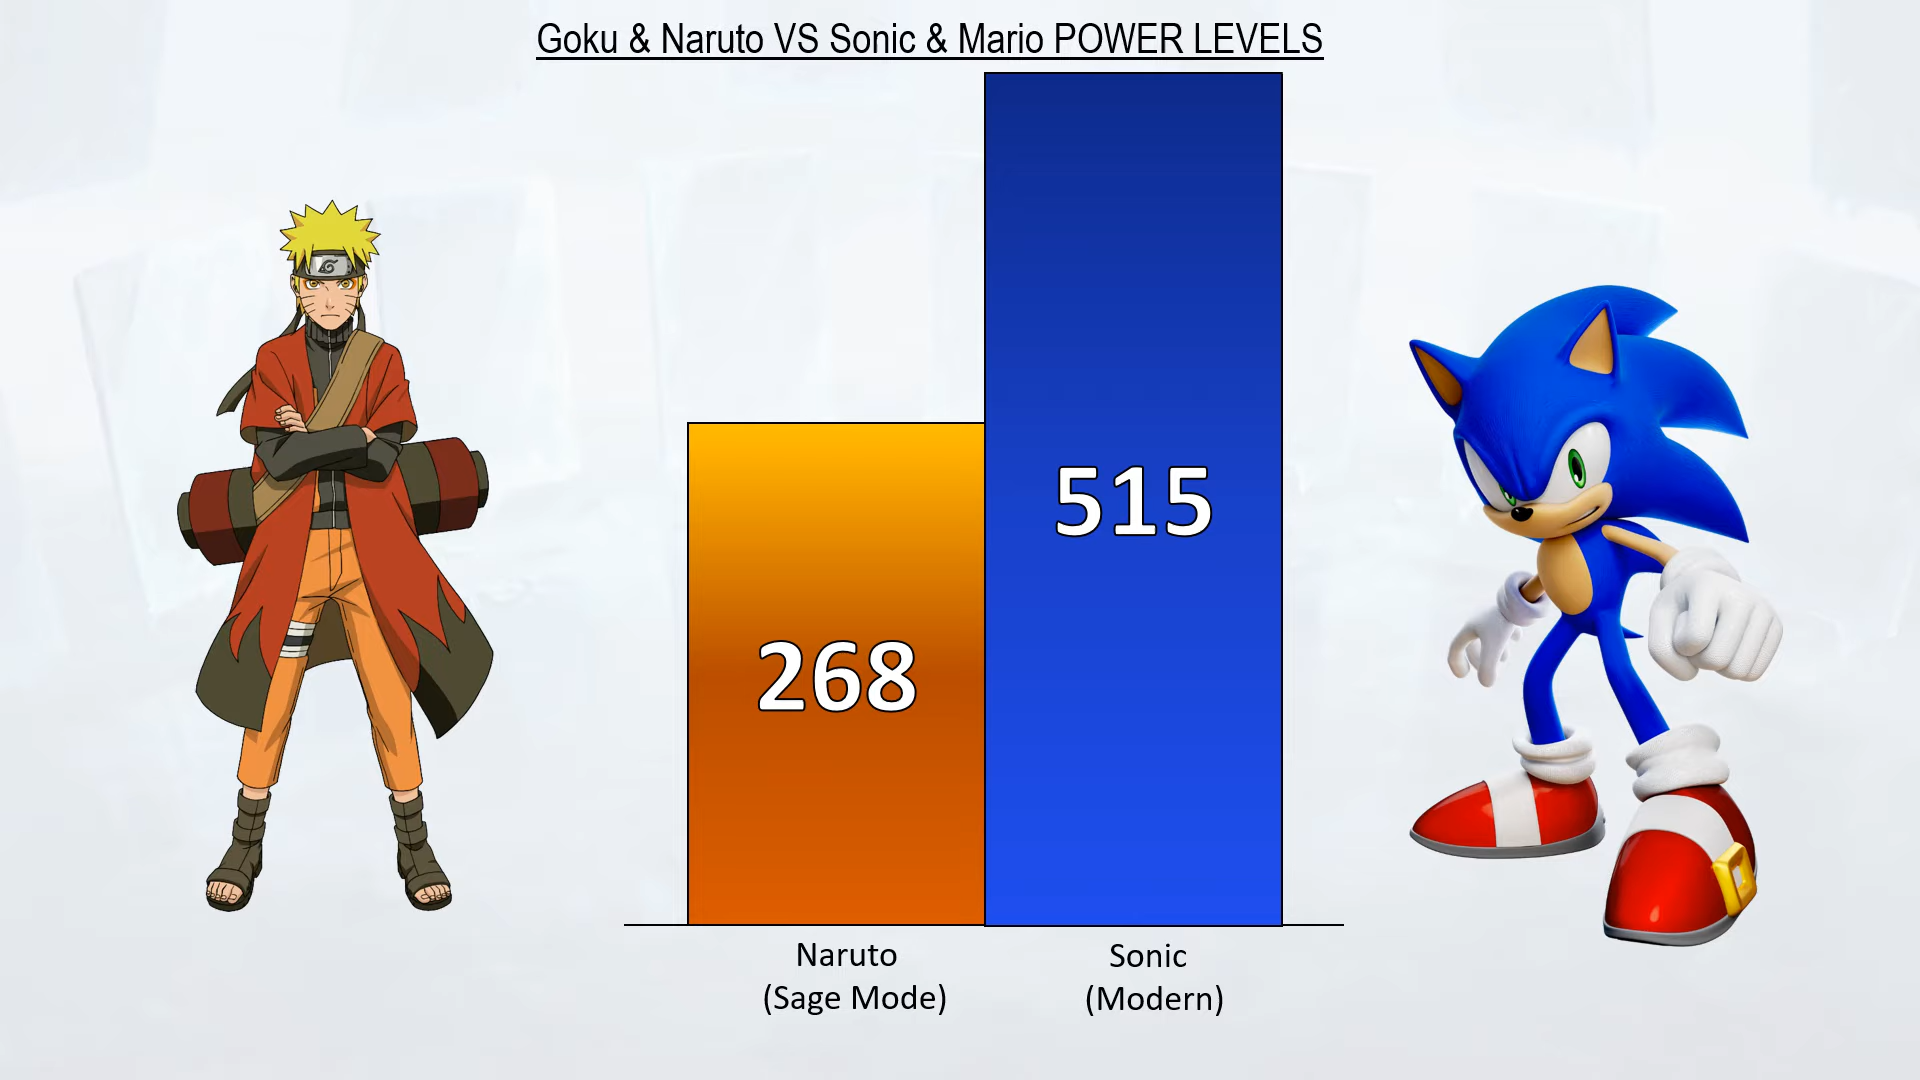 Goku & Naruto VS Sonic & Mario POWER LEVELS
515
268
Naruto
(Sage Mode)
Sonic
(Modern)